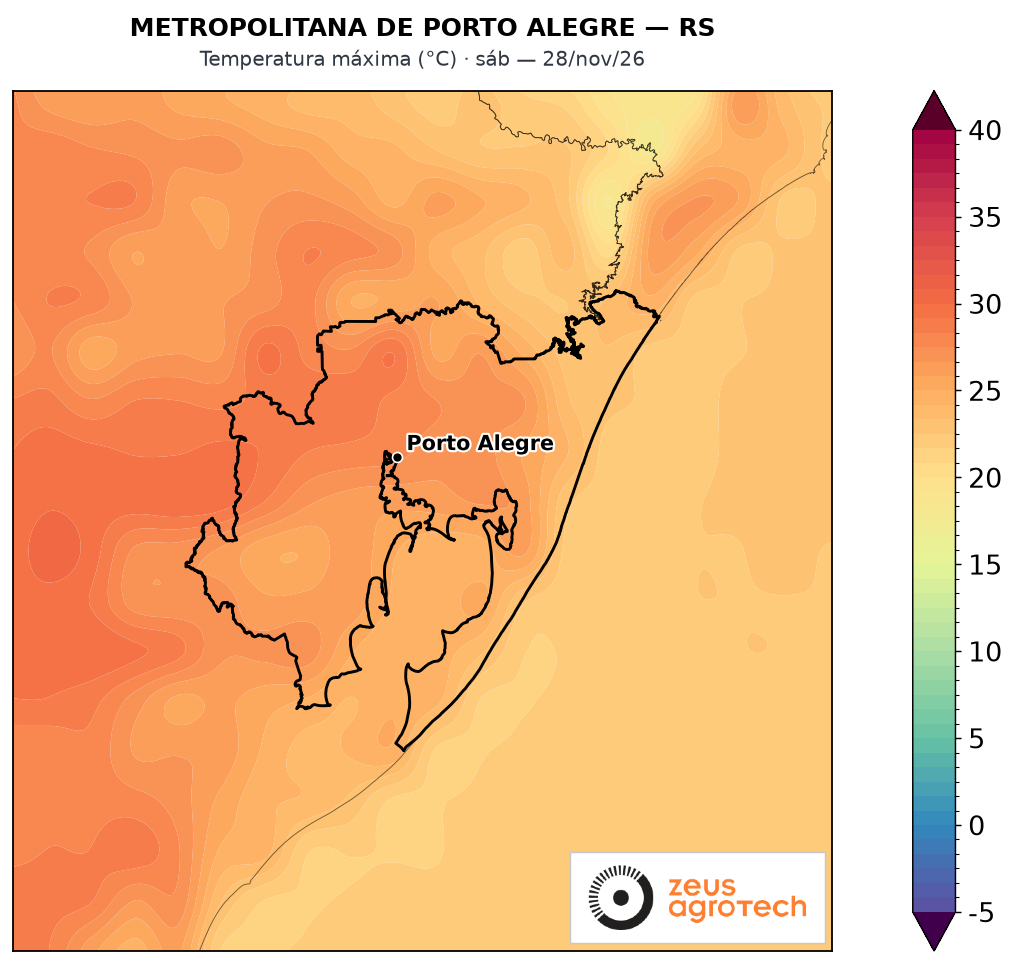 METROPOLITANA DE PORTO ALEGRE — RS
Temperatura máxima (°C) · sáb — 28/nov/26
Porto Alegre
40
35
30
25
20
15
10
5
0
-5
zeus
agrotech